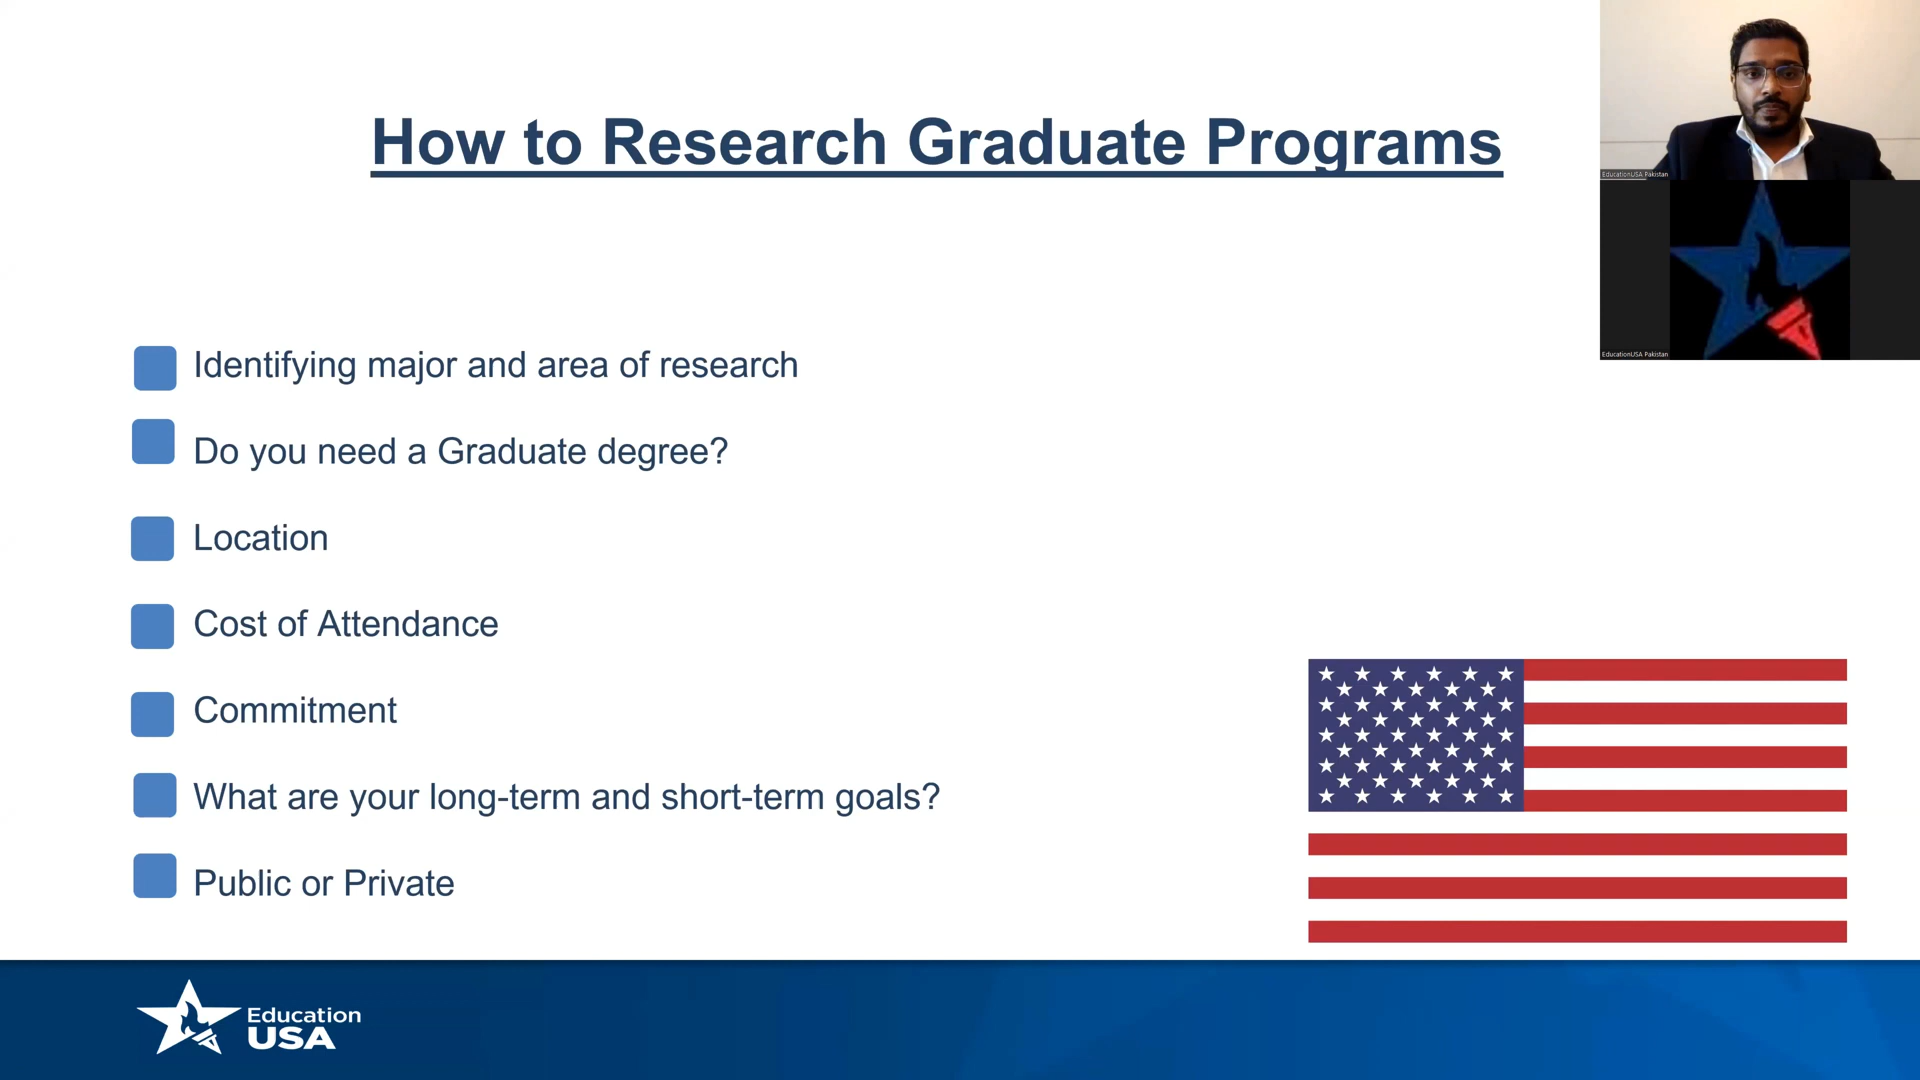 How to Research Graduate Programs
EducationUSA Pakistan
EducationUSA Pakistan
Identifying major and area of research
Do you need a Graduate degree?
Location
Cost of Attendance
Commitment
What are your long-term and short-term goals?
Public or Private
Education
USA